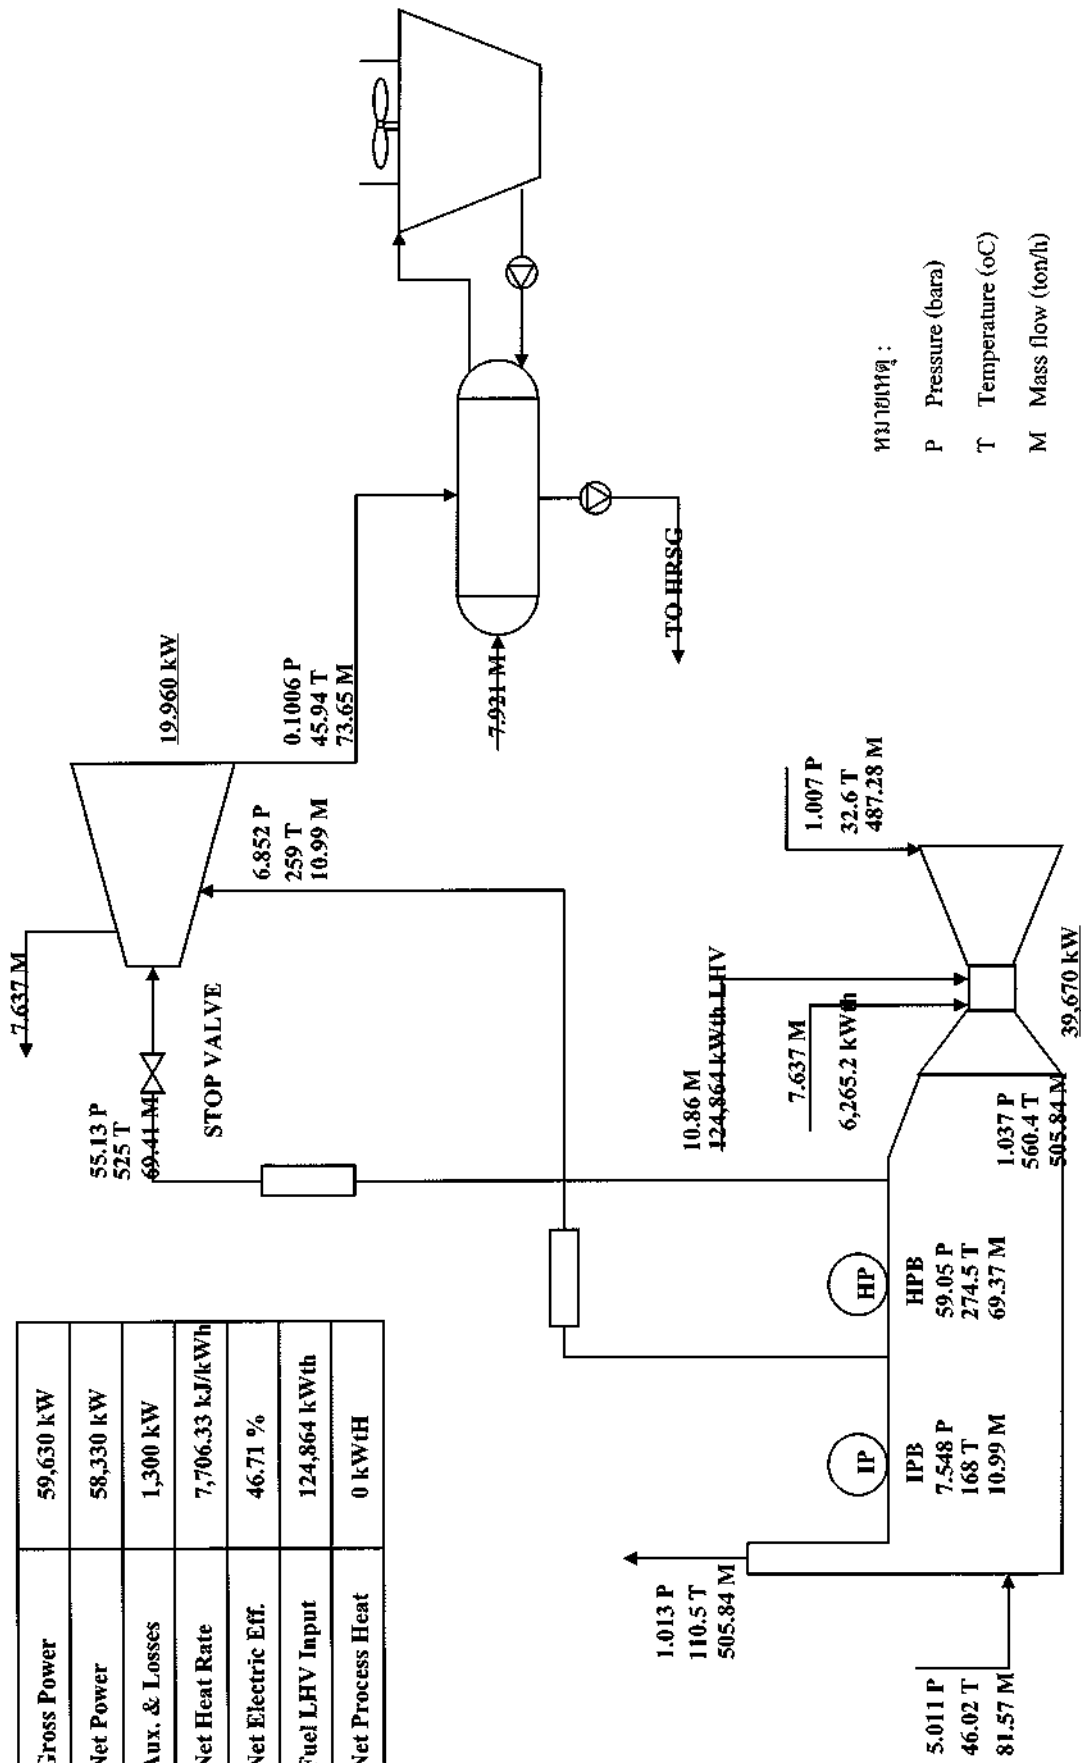 Gross Power 59,630 kW
Net Power 58,330 kW
Aux. & Losses 1,300 kW
Net Heat Rate 7,706.33 kJ/kWh
Net Electric Eff. 46.71 %
Fuel LHV Input 124,864 kWth
Net Process Heat 0 kWtH
7.637 M
55.13 P
525 T
69.41 M
STOP VALVE
19.960 kW
6.852 P
259 T
10.99 M
0.1006 P
45.94 T
73.65 M
7.921 M
TO HRSG
1.013 P
110.5 T
505.84 M
IP
IPB
7.548 P
168 T
10.99 M
HP
HPB
59.05 P
274.5 T
69.37 M
10.86 M
124,864 kWth LHV
7.637 M
6,265.2 kWth
1.007 P
32.6 T
487.28 M
1.037 P
560.4 T
505.84 M
39,670 kW
5.011 P
46.02 T
81.57 M
หมายเหตุ :
P Pressure (bara)
T Temperature (oC)
M Mass flow (ton/h)